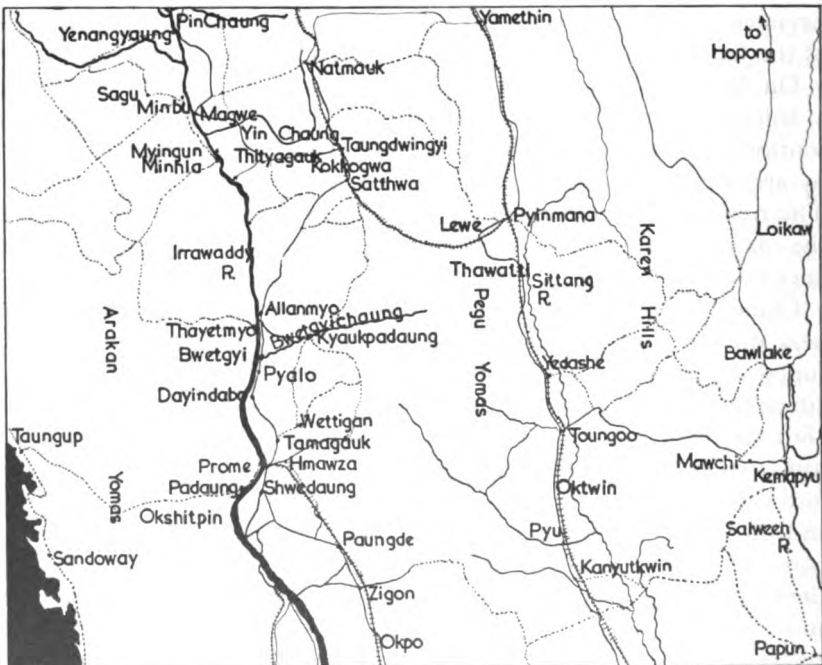 PinChaung
Yenangyaung
Yamethin
to
Hopong
Natmauk
Sagu
Minbu
Magwe
Yin Chaung
Taungdwingyi
Myingun
Thityagauk
Minhla
Kokkogwa
Satthwa
Lewe
Pyinmana
Karen
Hills
Loikaw
Irrawaddy
R.
Thawatti
Sittang
R.
Arakan
Yomas
Pegu
Yomas
Allanmyo
Thayetmyo
Bwetgyichaung
Kyaukpadaung
Bwetgyi
Pyalo
Yedashe
Bawlake
Dayindabo
Wettigan
Taungup
Tamagauk
Toungoo
Prome
Hmawza
Mawchi
Kemapyu
Padaung
Shwedaung
Oktwin
Okshitpin
Paungde
Pyu
Salween
R.
Sandoway
Kanyutkwin
Zigon
Okpo
Papun